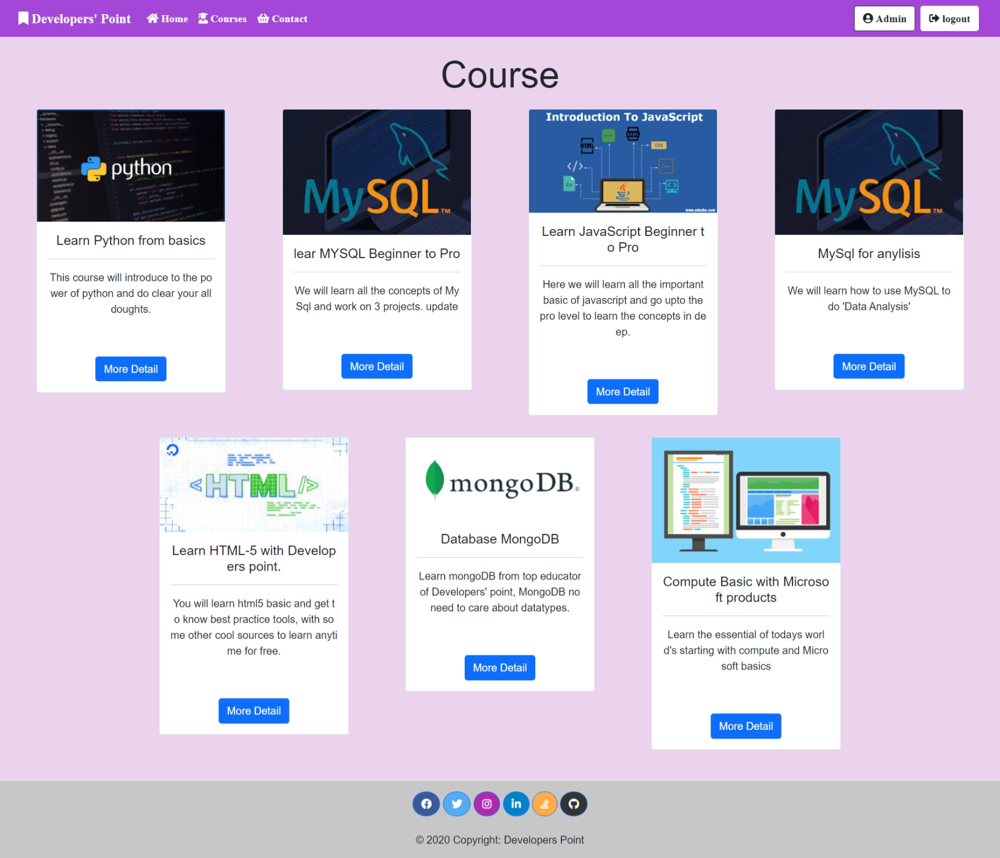 Developers' Point
Home
Courses
Contact
Admin
logout
Course
python
Learn Python from basics
This course will introduce to the po
wer of python and do clear your all
doughts.
More Detail
MySQL™
lear MYSQL Beginner to Pro
We will learn all the concepts of My
Sql and work on 3 projects. update
More Detail
Introduction To JavaScript
HTML
PHP
XAML
CSS
</>
C++
C#
www.educba.com
Learn JavaScript Beginner t
o Pro
Here we will learn all the important
basic of javascript and go upto the
pro level to learn the concepts in de
ep.
More Detail
MySQL™
MySql for anylisis
We will learn how to use MySQL to
do 'Data Analysis'
More Detail
<HTML/>
Learn HTML-5 with Develop
ers point.
You will learn html5 basic and get t
o know best practice tools, with so
me other cool sources to learn anyti
me for free.
More Detail
mongoDB®
Database MongoDB
Learn mongoDB from top educator
of Developers' point, MongoDB no
need to care about datatypes.
More Detail
Compute Basic with Microso
ft products
Learn the essential of todays worl
d's starting with compute and Micro
soft basics
More Detail
© 2020 Copyright: Developers Point